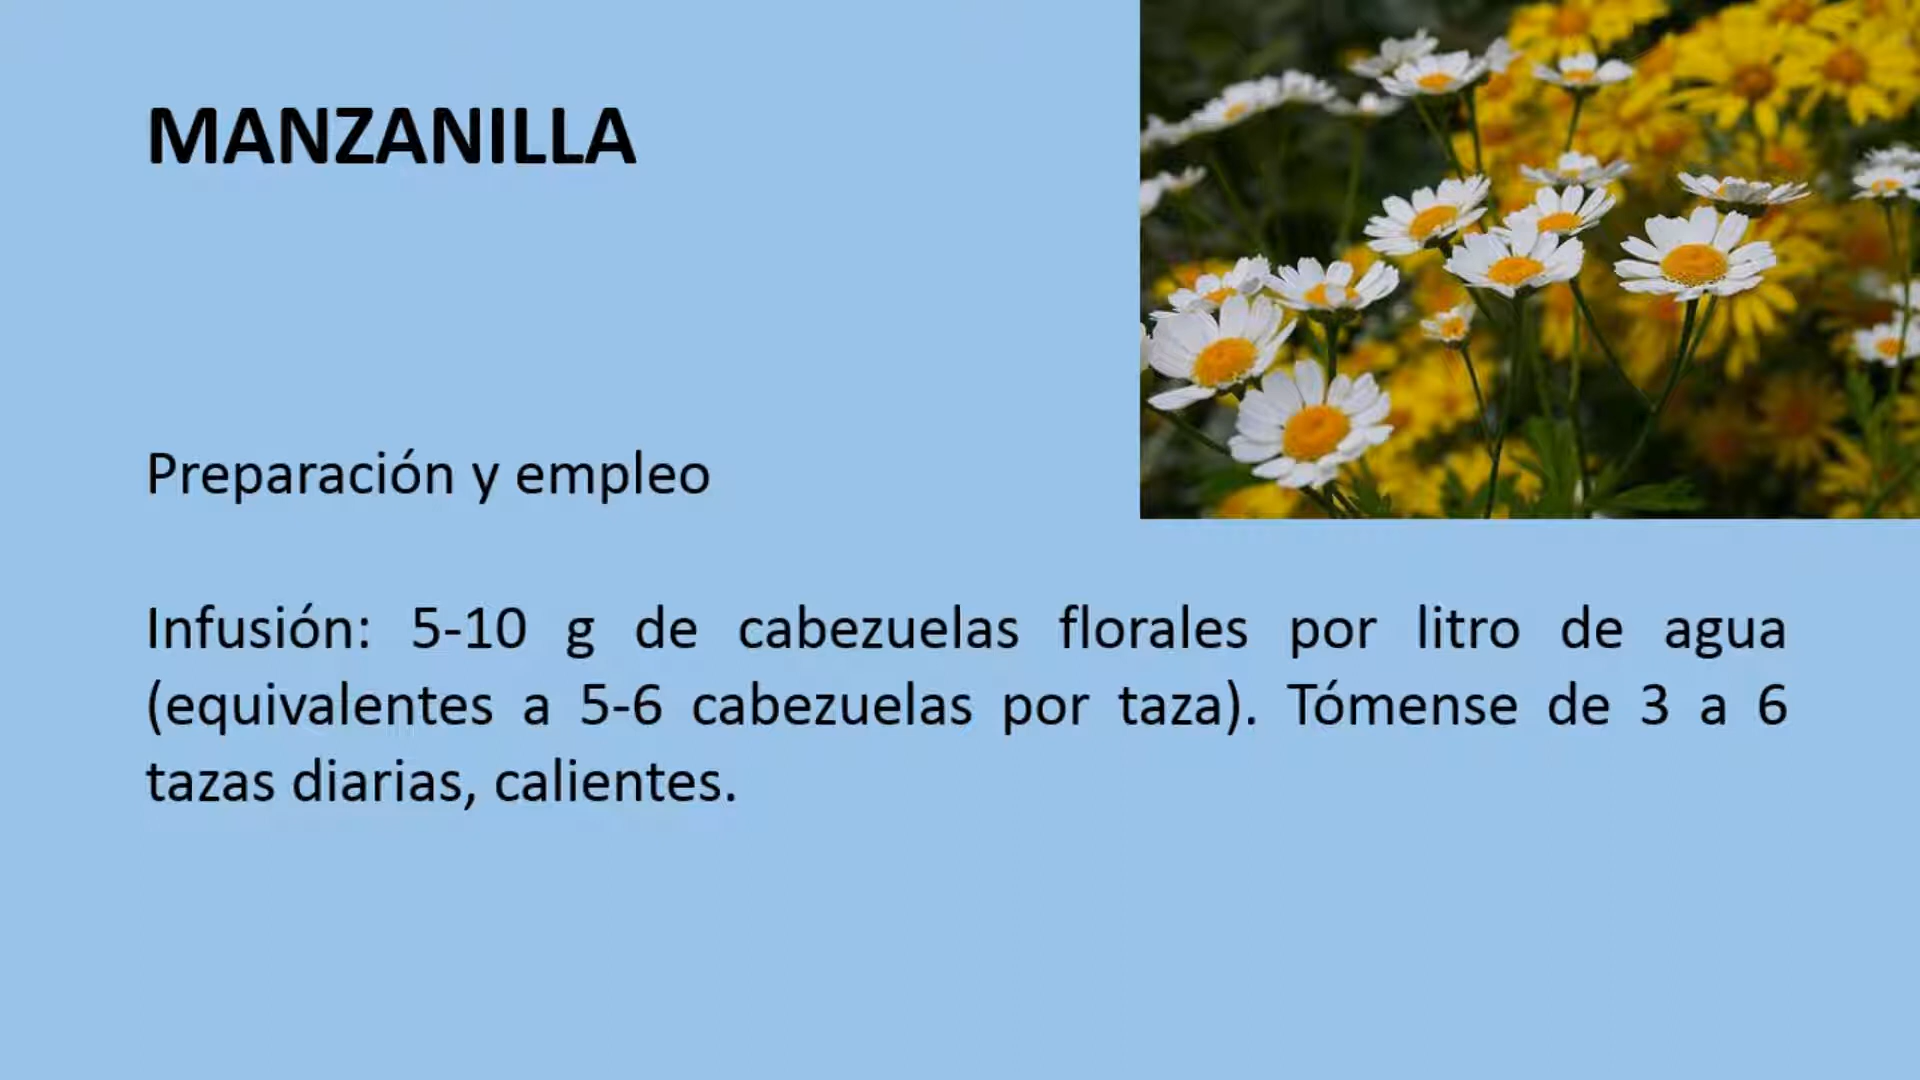 MANZANILLA
Preparación y empleo
Infusión: 5-10 g de cabezuelas florales por litro de agua
(equivalentes a 5-6 cabezuelas por taza). Tómense de 3 a 6
tazas diarias, calientes.